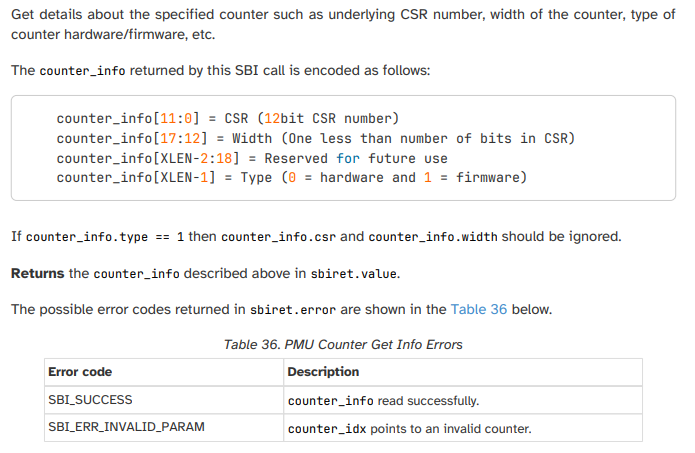 Get details about the specified counter such as underlying CSR number, width of the counter, type of
counter hardware/firmware, etc.
The counter_info returned by this SBI call is encoded as follows:
counter_info[11:0] = CSR (12bit CSR number)
counter_info[17:12] = Width (One less than number of bits in CSR)
counter_info[XLEN-2:18] = Reserved for future use
counter_info[XLEN-1] = Type (0 = hardware and 1 = firmware)
If counter_info.type == 1 then counter_info.csr and counter_info.width should be ignored.
Returns the counter_info described above in sbiret.value.
The possible error codes returned in sbiret.error are shown in the Table 36 below.
Table 36. PMU Counter Get Info Errors
Error code Description
SBI_SUCCESS counter_info read successfully.
SBI_ERR_INVALID_PARAM counter_idx points to an invalid counter.